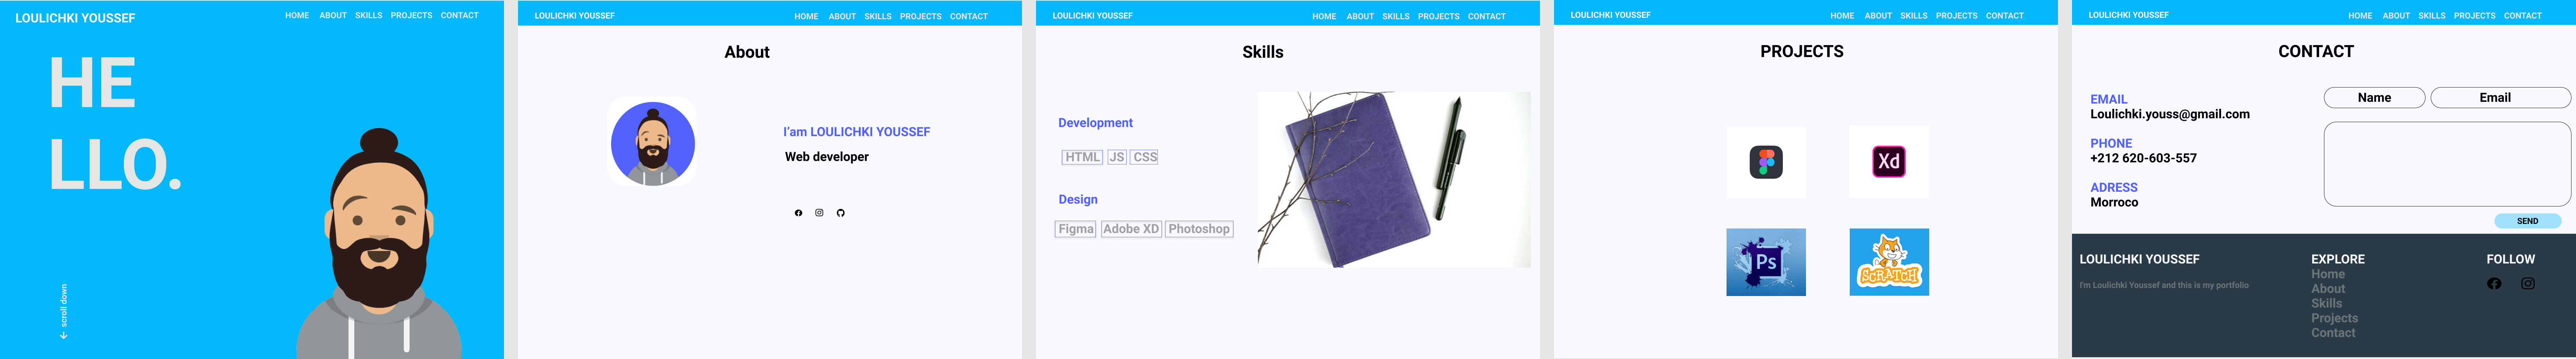 LOULICHKI YOUSSEF
HOME ABOUT SKILLS PROJECTS CONTACT
HE
LLO.
scroll down
LOULICHKI YOUSSEF
HOME ABOUT SKILLS PROJECTS CONTACT
About
I'am LOULICHKI YOUSSEF
Web developer
LOULICHKI YOUSSEF
HOME ABOUT SKILLS PROJECTS CONTACT
Skills
Development
HTML JS CSS
Design
Figma Adobe XD Photoshop
LOULICHKI YOUSSEF
HOME ABOUT SKILLS PROJECTS CONTACT
PROJECTS
Xd
Ps
SCRATCH
LOULICHKI YOUSSEF
HOME ABOUT SKILLS PROJECTS CONTACT
CONTACT
EMAIL
Loulichki.youss@gmail.com
PHONE
+212 620-603-557
ADRESS
Morroco
Name Email
SEND
LOULICHKI YOUSSEF
I'm Loulichki Youssef and this is my portfolio
EXPLORE
Home
About
Skills
Projects
Contact
FOLLOW